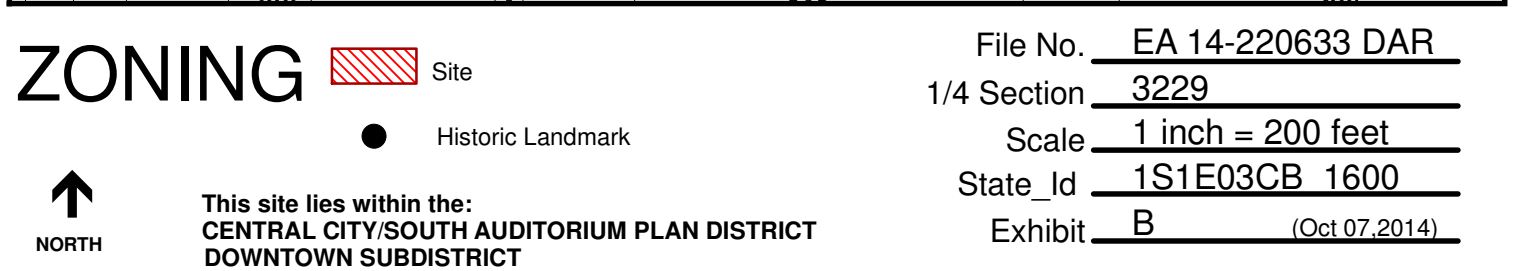 ZONING
Site
Historic Landmark
NORTH
This site lies within the:
CENTRAL CITY/SOUTH AUDITORIUM PLAN DISTRICT
DOWNTOWN SUBDISTRICT
File No. EA 14-220633 DAR
1/4 Section 3229
Scale 1 inch = 200 feet
State_Id 1S1E03CB 1600
Exhibit B (Oct 07,2014)